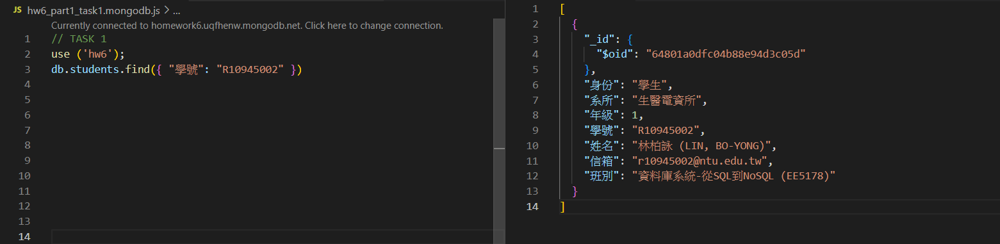 JS hw6_part1_task1.mongodb.js > ...
Currently connected to homework6.uqfhenw.mongodb.net. Click here to change connection.
1 // TASK 1
2 use ('hw6');
3 db.students.find({ "學號": "R10945002" })
4
5
6
7
8
9
10
11
12
13
14
1 [
2 {
3 "_id": {
4 "$oid": "64801a0dfc04b88e94d3c05d"
5 },
6 "身份": "學生",
7 "系所": "生醫電資所",
8 "年級": 1,
9 "學號": "R10945002",
10 "姓名": "林柏詠 (LIN, BO-YONG)",
11 "信箱": "r10945002@ntu.edu.tw",
12 "班別": "資料庫系統-從SQL到NoSQL (EE5178)"
13 }
14 ]